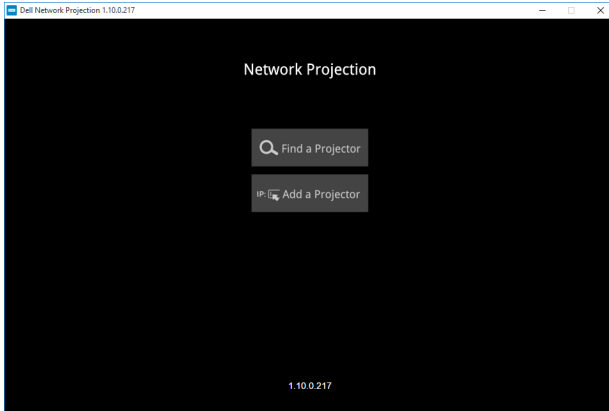 Dell Network Projection 1.10.0.217
Network Projection
Find a Projector
IP: Add a Projector
1.10.0.217